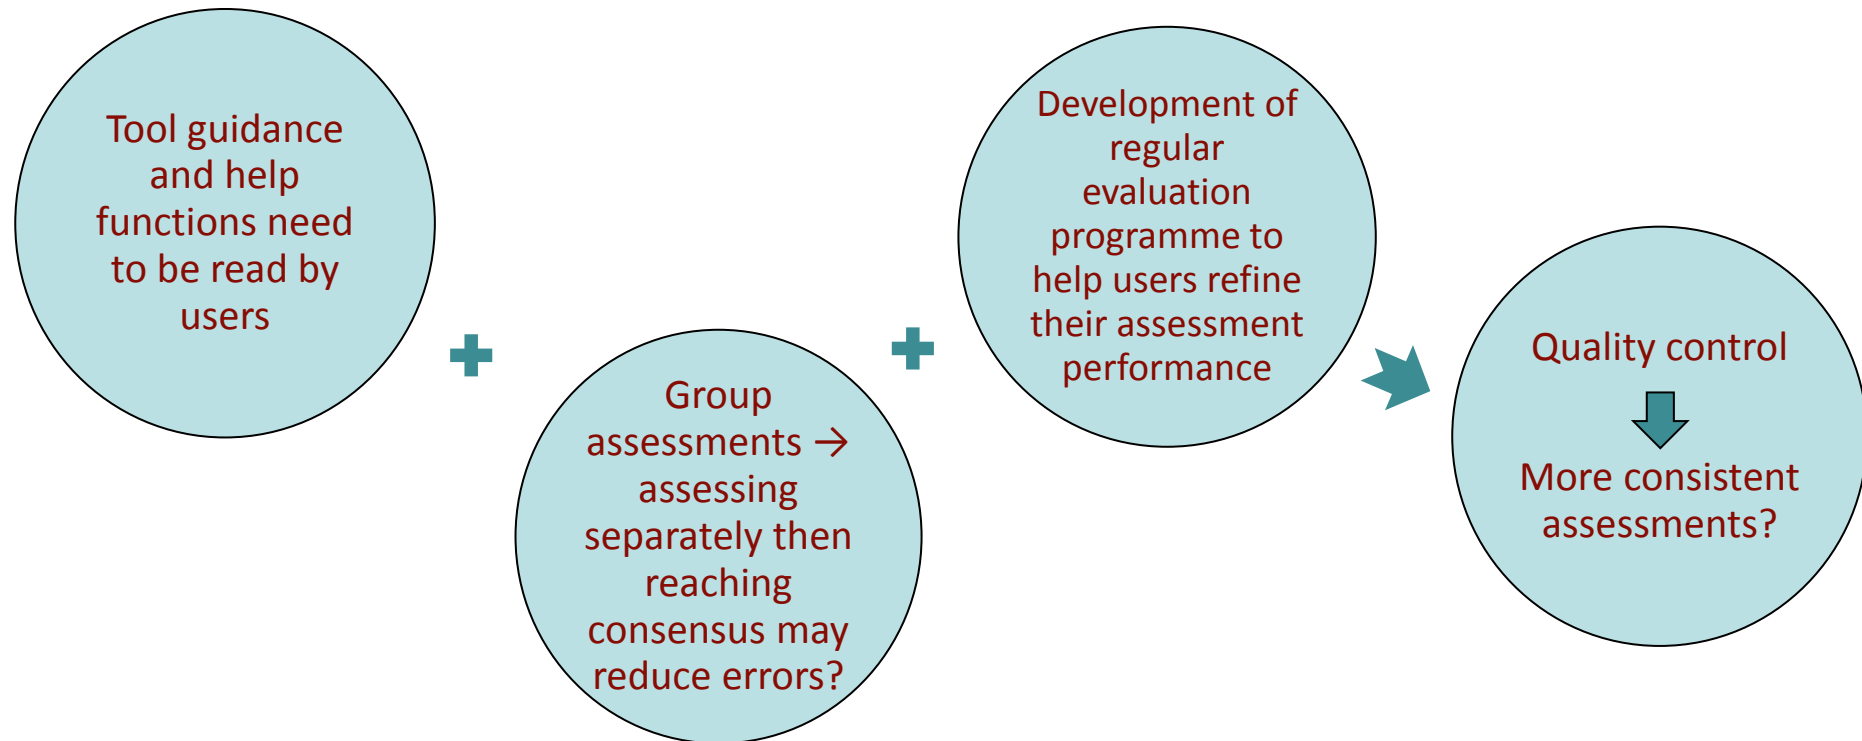 Tool guidance
and help
functions need
to be read by
users
Group
assessments →
assessing
separately then
reaching
consensus may
reduce errors?
Development of
regular
evaluation
programme to
help users refine
their assessment
performance
Quality control
More consistent
assessments?